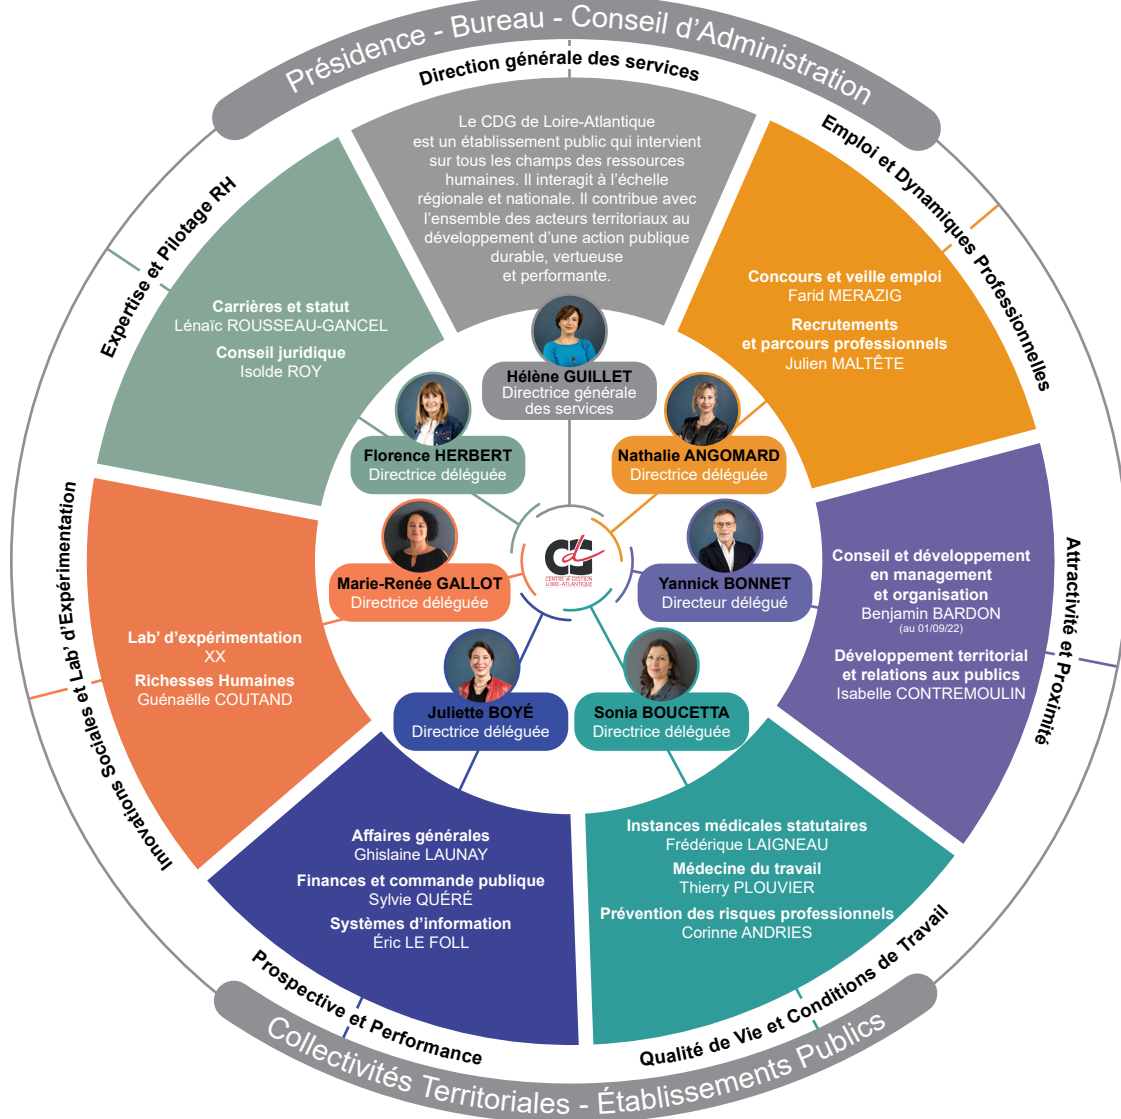 Présidence - Bureau - Conseil d'Administration
Direction générale des services
Le CDG de Loire-Atlantique
est un établissement public qui intervient
sur tous les champs des ressources
humaines. Il interagit à l'échelle
régionale et nationale. Il contribue avec
l'ensemble des acteurs territoriaux au
développement d'une action publique
durable, vertueuse
et performante.
Hélène GUILLET
Directrice générale
des services
Emploi et Dynamiques Professionnelles
Concours et veille emploi
Farid MERAZIG
Recrutements
et parcours professionnels
Julien MALTÊTE
Nathalie ANGOMARD
Directrice déléguée
Attractivité et Proximité
Conseil et développement
en management
et organisation
Benjamin BARDON
(au 01/09/22)
Développement territorial
et relations aux publics
Isabelle CONTREMOULIN
Yannick BONNET
Directeur délégué
Qualité de Vie et Conditions de Travail
Instances médicales statutaires
Frédérique LAIGNEAU
Médecine du travail
Thierry PLOUVIER
Prévention des risques professionnels
Corinne ANDRIES
Sonia BOUCETTA
Directrice déléguée
Prospective et Performance
Affaires générales
Ghislaine LAUNAY
Finances et commande publique
Sylvie QUÉRÉ
Systèmes d'information
Éric LE FOLL
Juliette BOYÉ
Directrice déléguée
Innovations Sociales et Lab' d'Expérimentation
Lab' d'expérimentation
XX
Richesses Humaines
Guénaëlle COUTAND
Marie-Renée GALLOT
Directrice déléguée
Expertise et Pilotage RH
Carrières et statut
Lénaïc ROUSSEAU-GANCEL
Conseil juridique
Isolde ROY
Florence HERBERT
Directrice déléguée
CdG
CENTRE de GESTION
LOIRE-ATLANTIQUE
Collectivités Territoriales - Établissements Publics